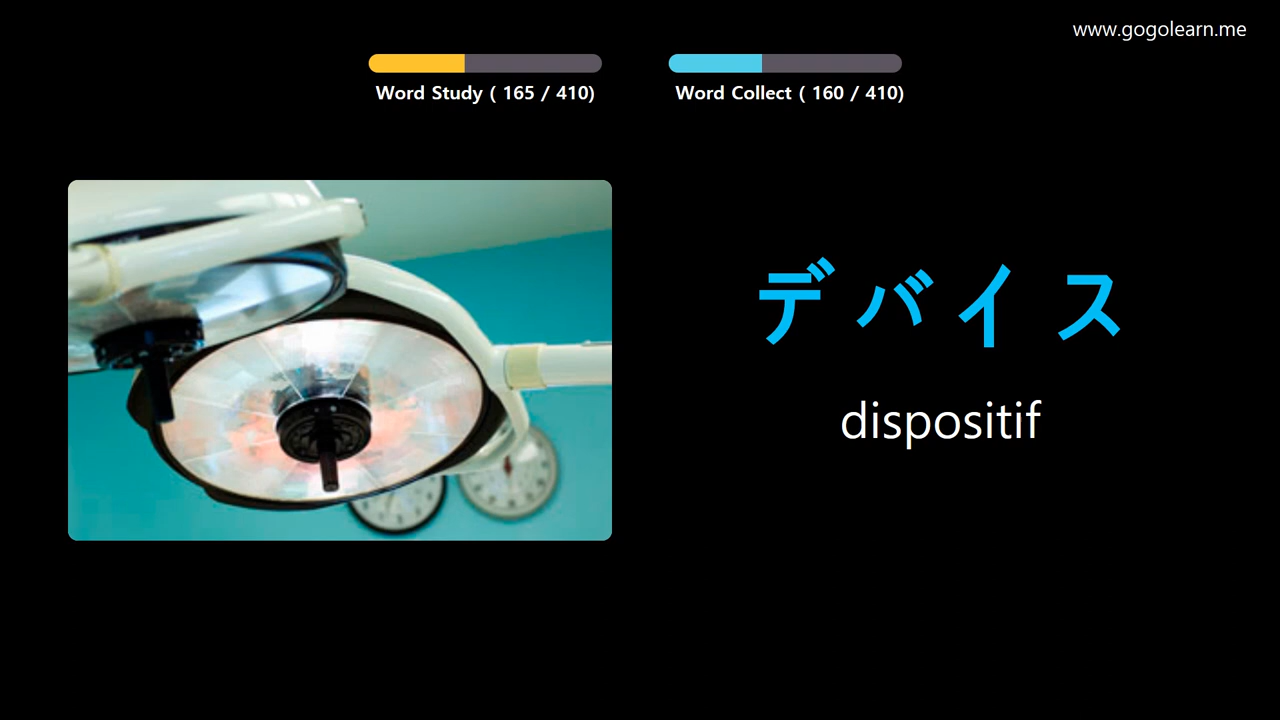 www.gogolearn.me
Word Study ( 165 / 410)
Word Collect ( 160 / 410)
デバイス
dispositif